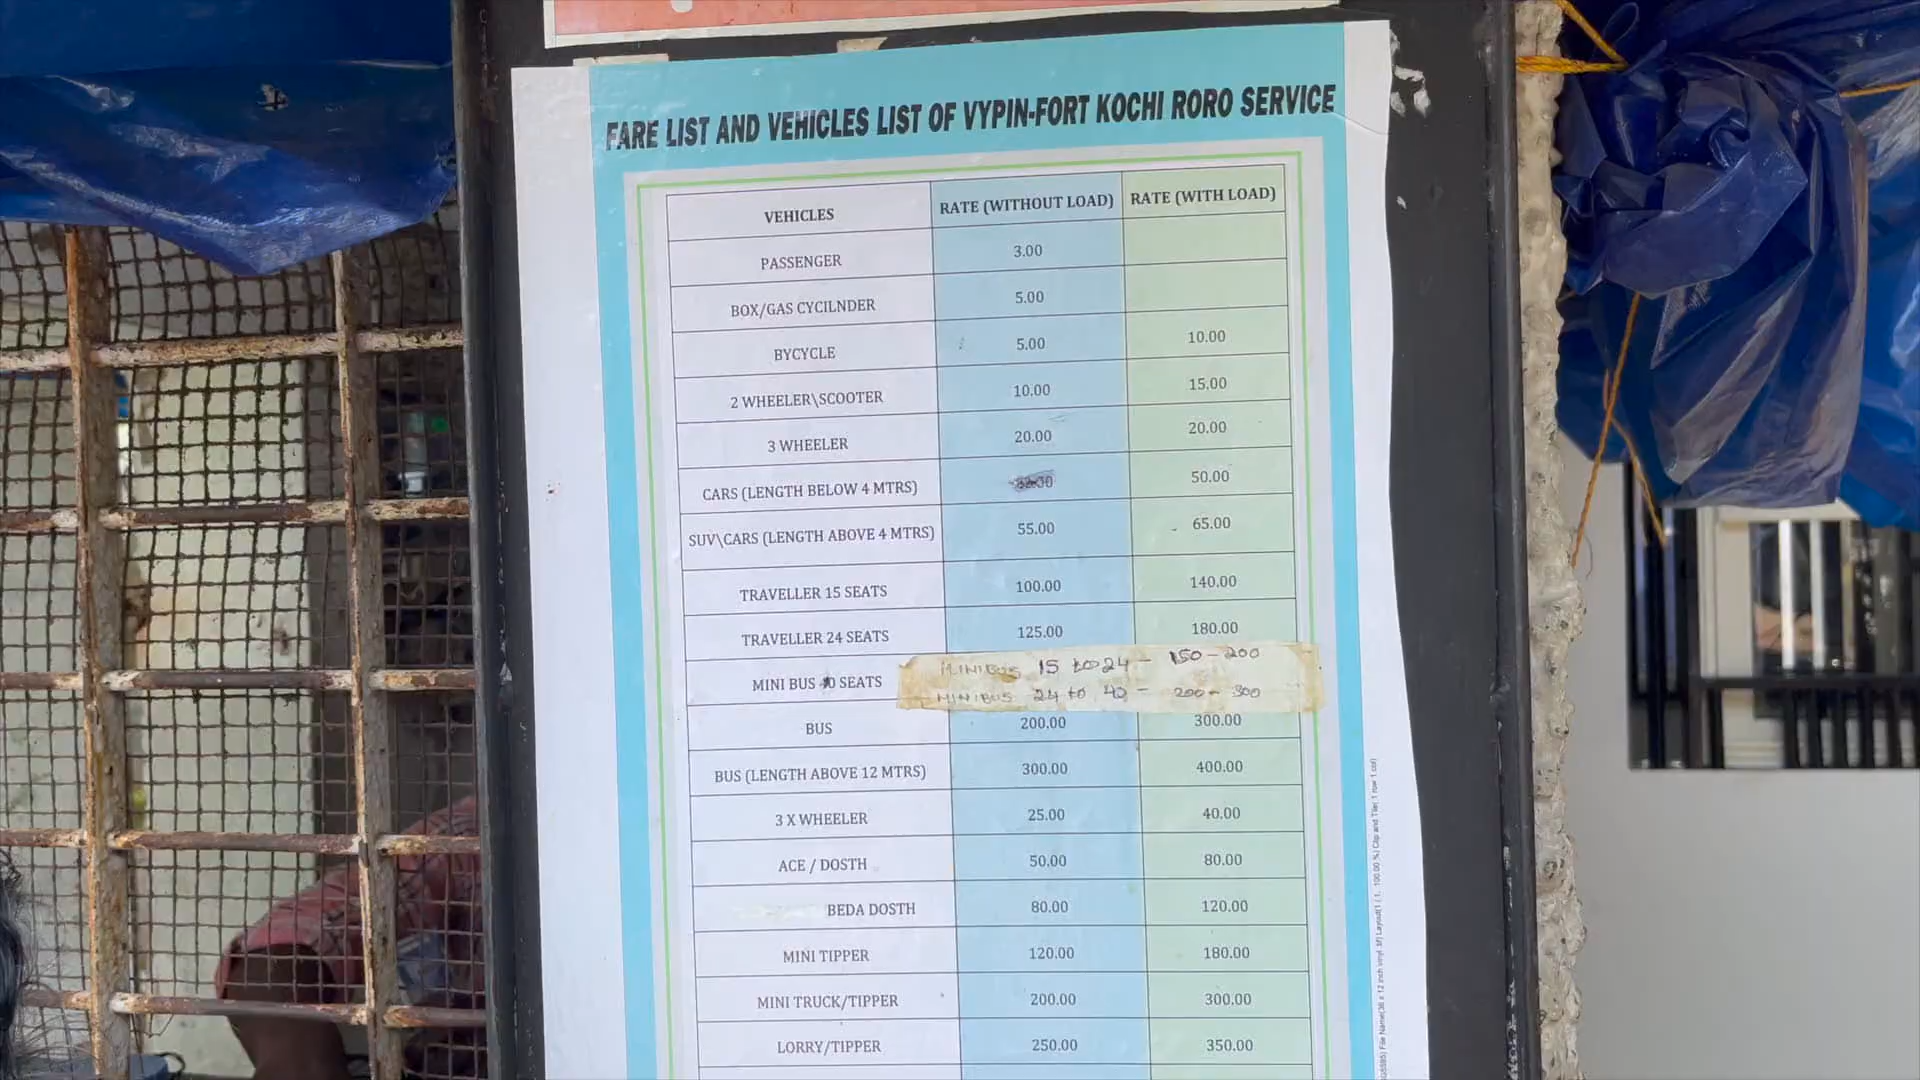 FARE LIST AND VEHICLES LIST OF VYPIN-FORT KOCHI RORO SERVICE
VEHICLES RATE (WITHOUT LOAD) RATE (WITH LOAD)
PASSENGER 3.00
BOX/GAS CYCILNDER 5.00
BYCYCLE 5.00 10.00
2 WHEELER\SCOOTER 10.00 15.00
3 WHEELER 20.00 20.00
CARS (LENGTH BELOW 4 MTRS) 50.00
SUV\CARS (LENGTH ABOVE 4 MTRS) 55.00 65.00
TRAVELLER 15 SEATS 100.00 140.00
TRAVELLER 24 SEATS 125.00 180.00
MINIBUS 15 to 24 - 150 - 200
MINI BUS SEATS
MINIBUS 24 to 42 - 200 - 300
BUS 200.00 300.00
BUS (LENGTH ABOVE 12 MTRS) 300.00 400.00
3 X WHEELER 25.00 40.00
ACE / DOSTH 50.00 80.00
BEDA DOSTH 80.00 120.00
MINI TIPPER 120.00 180.00
MINI TRUCK/TIPPER 200.00 300.00
LORRY/TIPPER 250.00 350.00